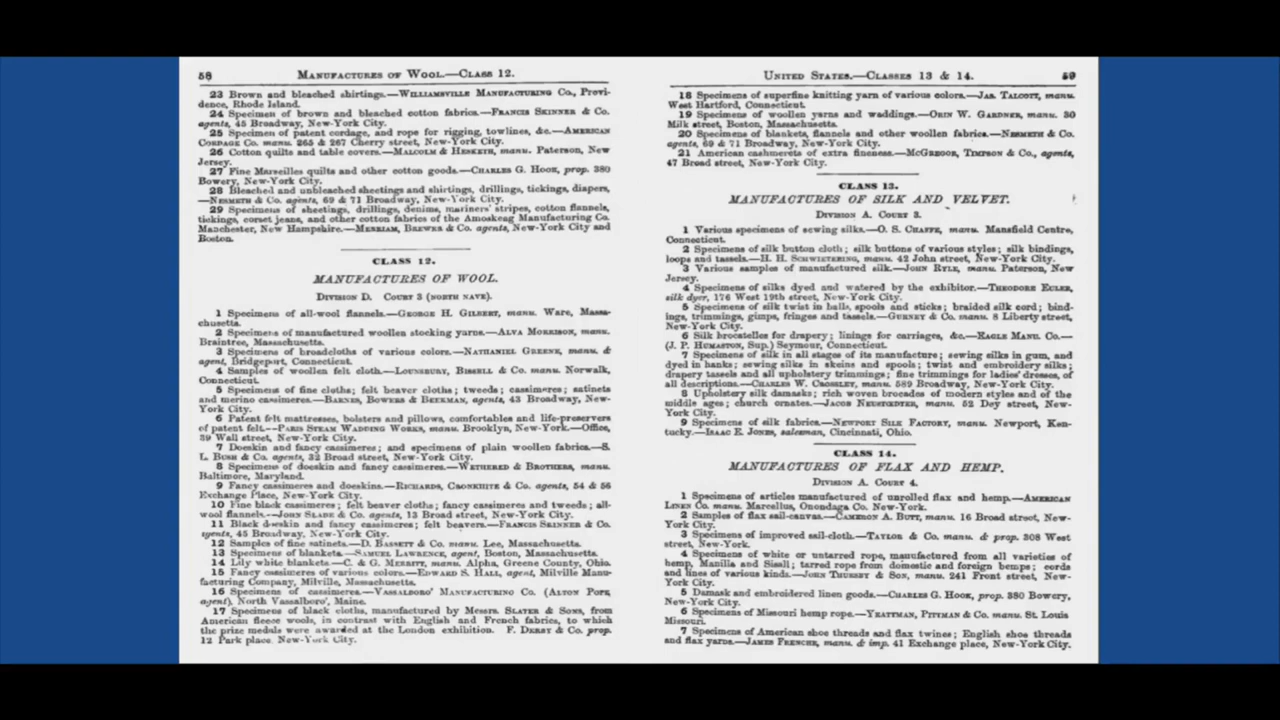 58 MANUFACTURES OF WOOL.—CLASS 12.
23 Brown and bleached shirtings.—WILLIAMSVILLE MANUFACTURING Co., Provi-
dence, Rhode Island.
24 Specimen of brown and bleached cotton fabrics.—FRANCIS SKINNER & Co.
agents, 45 Broadway, New-York City.
25 Specimen of patent cordage, and rope for rigging, towlines, &c.—AMERICAN
CORDAGE Co. manu. 265 & 267 Cherry street, New-York City.
26 Cotton quilts and table covers.—MALCOLM & HESKETH, manu. Paterson, New
Jersey.
27 Fine Marseilles quilts and other cotton goods.—CHARLES G. HOOK, prop. 380
Bowery, New-York City.
28 Bleached and unbleached sheetings and shirtings, drillings, tickings, diapers,
—NESMETH & Co. agents, 69 & 71 Broadway, New-York City.
29 Specimens of sheetings, drillings, denims, mariners' stripes, cotton flannels,
tickings, corset jeans, and other cotton fabrics of the Amoskeag Manufacturing Co.
Manchester, New Hampshire.—MERRIAM, BREWER & Co. agents, New-York City and
Boston.
CLASS 12.
MANUFACTURES OF WOOL.
DIVISION D. COURT 3 (NORTH NAVE).
1 Specimens of all-wool flannels.—GEORGE H. GILBERT, manu. Ware, Massa-
chusetts.
2 Specimens of manufactured woollen stocking yarns.—ALVA MORRISON, manu.
Braintree, Massachusetts.
3 Specimens of broadcloths of various colors.—NATHANIEL GREENE, manu. &
agent, Bridgeport, Connecticut.
4 Samples of woollen felt cloth.—LOUNSBURY, BISSELL & Co. manu. Norwalk,
Connecticut.
5 Specimens of fine cloths; felt beaver cloths; tweeds; cassimeres; satinets
and merino cassimeres.—BARNES, BOWERS & BEEKMAN, agents, 43 Broadway, New-
York City.
6 Patent felt mattresses, bolsters and pillows, comfortables and life-preservers
of patent felt.—PARIS STEAM WADDING WORKS, manu. Brooklyn, New-York.—Office,
39 Wall street, New-York City.
7 Doeskin and fancy cassimeres; and specimens of plain woollen fabrics.—S.
L. BUSH & Co. agents, 32 Broad street, New-York City.
8 Specimens of doeskin and fancy cassimeres.—WETHERED & BROTHERS, manu.
Baltimore, Maryland.
9 Fancy cassimeres and doeskins.—RICHARDS, CRONKHITE & Co. agents, 54 & 56
Exchange Place, New-York City.
10 Fine black cassimeres; felt beaver cloths; fancy cassimeres and tweeds; all-
wool flannels.—JOHN SLADE & Co. agents, 13 Broad street, New-York City.
11 Black doeskin and fancy cassimeres; felt beavers.—FRANCIS SKINNER & Co.
agents, 45 Broadway, New-York City.
12 Samples of fine satinets.—D. BASSETT & Co. manu. Lee, Massachusetts.
13 Specimens of blankets.—SAMUEL LAWRENCE, agent, Boston, Massachusetts.
14 Lily white blankets.—C. & G. MERRITT, manu. Alpha, Greene County, Ohio.
15 Fancy cassimeres of various colors.—EDWARD S. HALL, agent, Milville Manu-
facturing Company, Milville, Massachusetts.
16 Specimens of cassimeres.—VASSALBORO' MANUFACTURING Co. (ALTON POPE,
agent), North Vassalboro', Maine.
17 Specimens of black cloths, manufactured by Messrs. SLATER & SONS, from
American fleece wools, in contrast with English and French fabrics, to which
the prize medals were awarded at the London exhibition. F. DERBY & Co. prop.
12 Park place, New-York City.
UNITED STATES.—CLASSES 13 & 14. 59
18 Specimens of superfine knitting yarn of various colors.—JAS. TALCOTT, manu.
West Hartford, Connecticut.
19 Specimens of woollen yarns and waddings.—ORIN W. GARDNER, manu. 30
Milk street, Boston, Massachusetts.
20 Specimens of blankets, flannels and other woollen fabrics.—NESMETH & Co.
agents, 69 & 71 Broadway, New-York City.
21 American cashmerets of extra fineness.—McGREGOR, TIMPSON & Co., agents,
47 Broad street, New-York City.
CLASS 13.
MANUFACTURES OF SILK AND VELVET.
DIVISION A. COURT 3.
1 Various specimens of sewing silks.—O. S. CHAFFE, manu. Mansfield Centre,
Connecticut.
2 Specimens of silk button cloth; silk buttons of various styles; silk bindings,
loops and tassels.—H. H. SCHWIETERING, manu. 42 John street, New-York City.
3 Various samples of manufactured silk.—JOHN RYLE, manu. Paterson, New
Jersey.
4 Specimens of silks dyed and watered by the exhibitor.—THEODORE EULER,
silk dyer, 176 West 19th street, New-York City.
5 Specimens of silk twist in balls, spools and sticks; braided silk cord; bind-
ings, trimmings, gimps, fringes and tassels.—GURNEY & Co. manu. 8 Liberty street,
New-York City.
6 Silk brocatelles for drapery; linings for carriages, &c.—EAGLE MANU. Co.—
(J. P. HUMASTON, Sup.) Seymour, Connecticut.
7 Specimens of silk in all stages of its manufacture; sewing silks in gum, and
dyed in hanks; sewing silks in skeins and spools; twist and embroidery silks;
drapery tassels and all upholstery trimmings; fine trimmings for ladies' dresses, of
all descriptions.—CHARLES W. CROSSLEY, manu. 589 Broadway, New-York City.
8 Upholstery silk damasks; rich woven brocades of modern styles and of the
middle ages; church ornates.—JACOB NEUSTÆDTER, manu. 52 Dey street, New-
York City.
9 Specimens of silk fabrics.—NEWPORT SILK FACTORY, manu. Newport, Ken-
tucky.—ISAAC E. JONES, salesman, Cincinnati, Ohio.
CLASS 14.
MANUFACTURES OF FLAX AND HEMP.
DIVISION A. COURT 4.
1 Specimens of articles manufactured of unrolled flax and hemp.—AMERICAN
LINEN Co. manu. Marcellus, Onondaga Co. New-York.
2 Samples of flax sail-canvas.—CAMERON A. BUTT, manu. 16 Broad street, New-
York City.
3 Specimens of improved sail-cloth.—TAYLOR & Co. manu. & prop. 308 West
street, New-York.
4 Specimens of white or untarred rope, manufactured from all varieties of
hemp, Manilla and Sisall; tarred rope from domestic and foreign hemps; cords
and lines of various kinds.—JOHN THURSBY & SON, manu. 241 Front street, New-
York City.
5 Damask and embroidered linen goods.—CHARLES G. HOOK, prop. 380 Bowery,
New-York City.
6 Specimens of Missouri hemp rope.—YEATMAN, PITMAN & Co. manu. St. Louis
Missouri.
7 Specimens of American shoe threads and flax twines; English shoe threads
and flax yarns.—JAMES FRENCHE, manu. & imp. 41 Exchange place, New-York City.